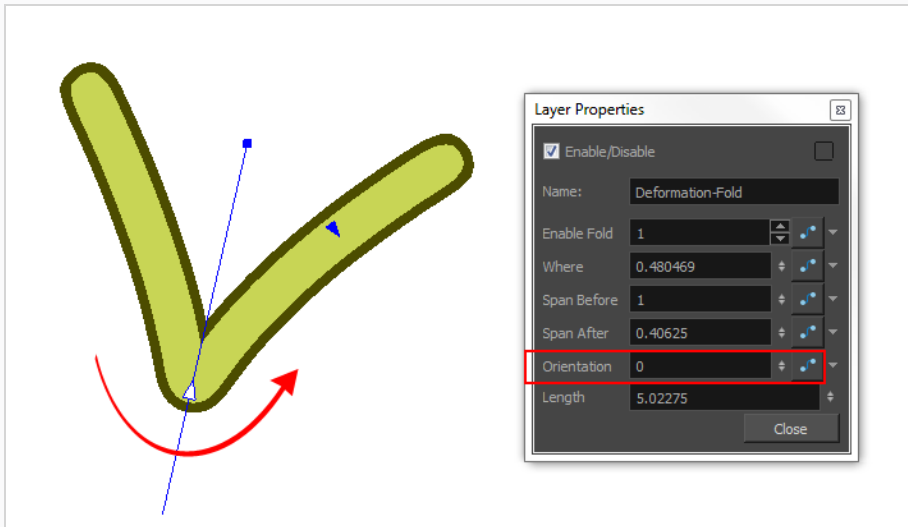 Layer Properties
Enable/Disable
Name: Deformation-Fold
Enable Fold 1
Where 0.480469
Span Before 1
Span After 0.40625
Orientation 0
Length 5.02275
Close